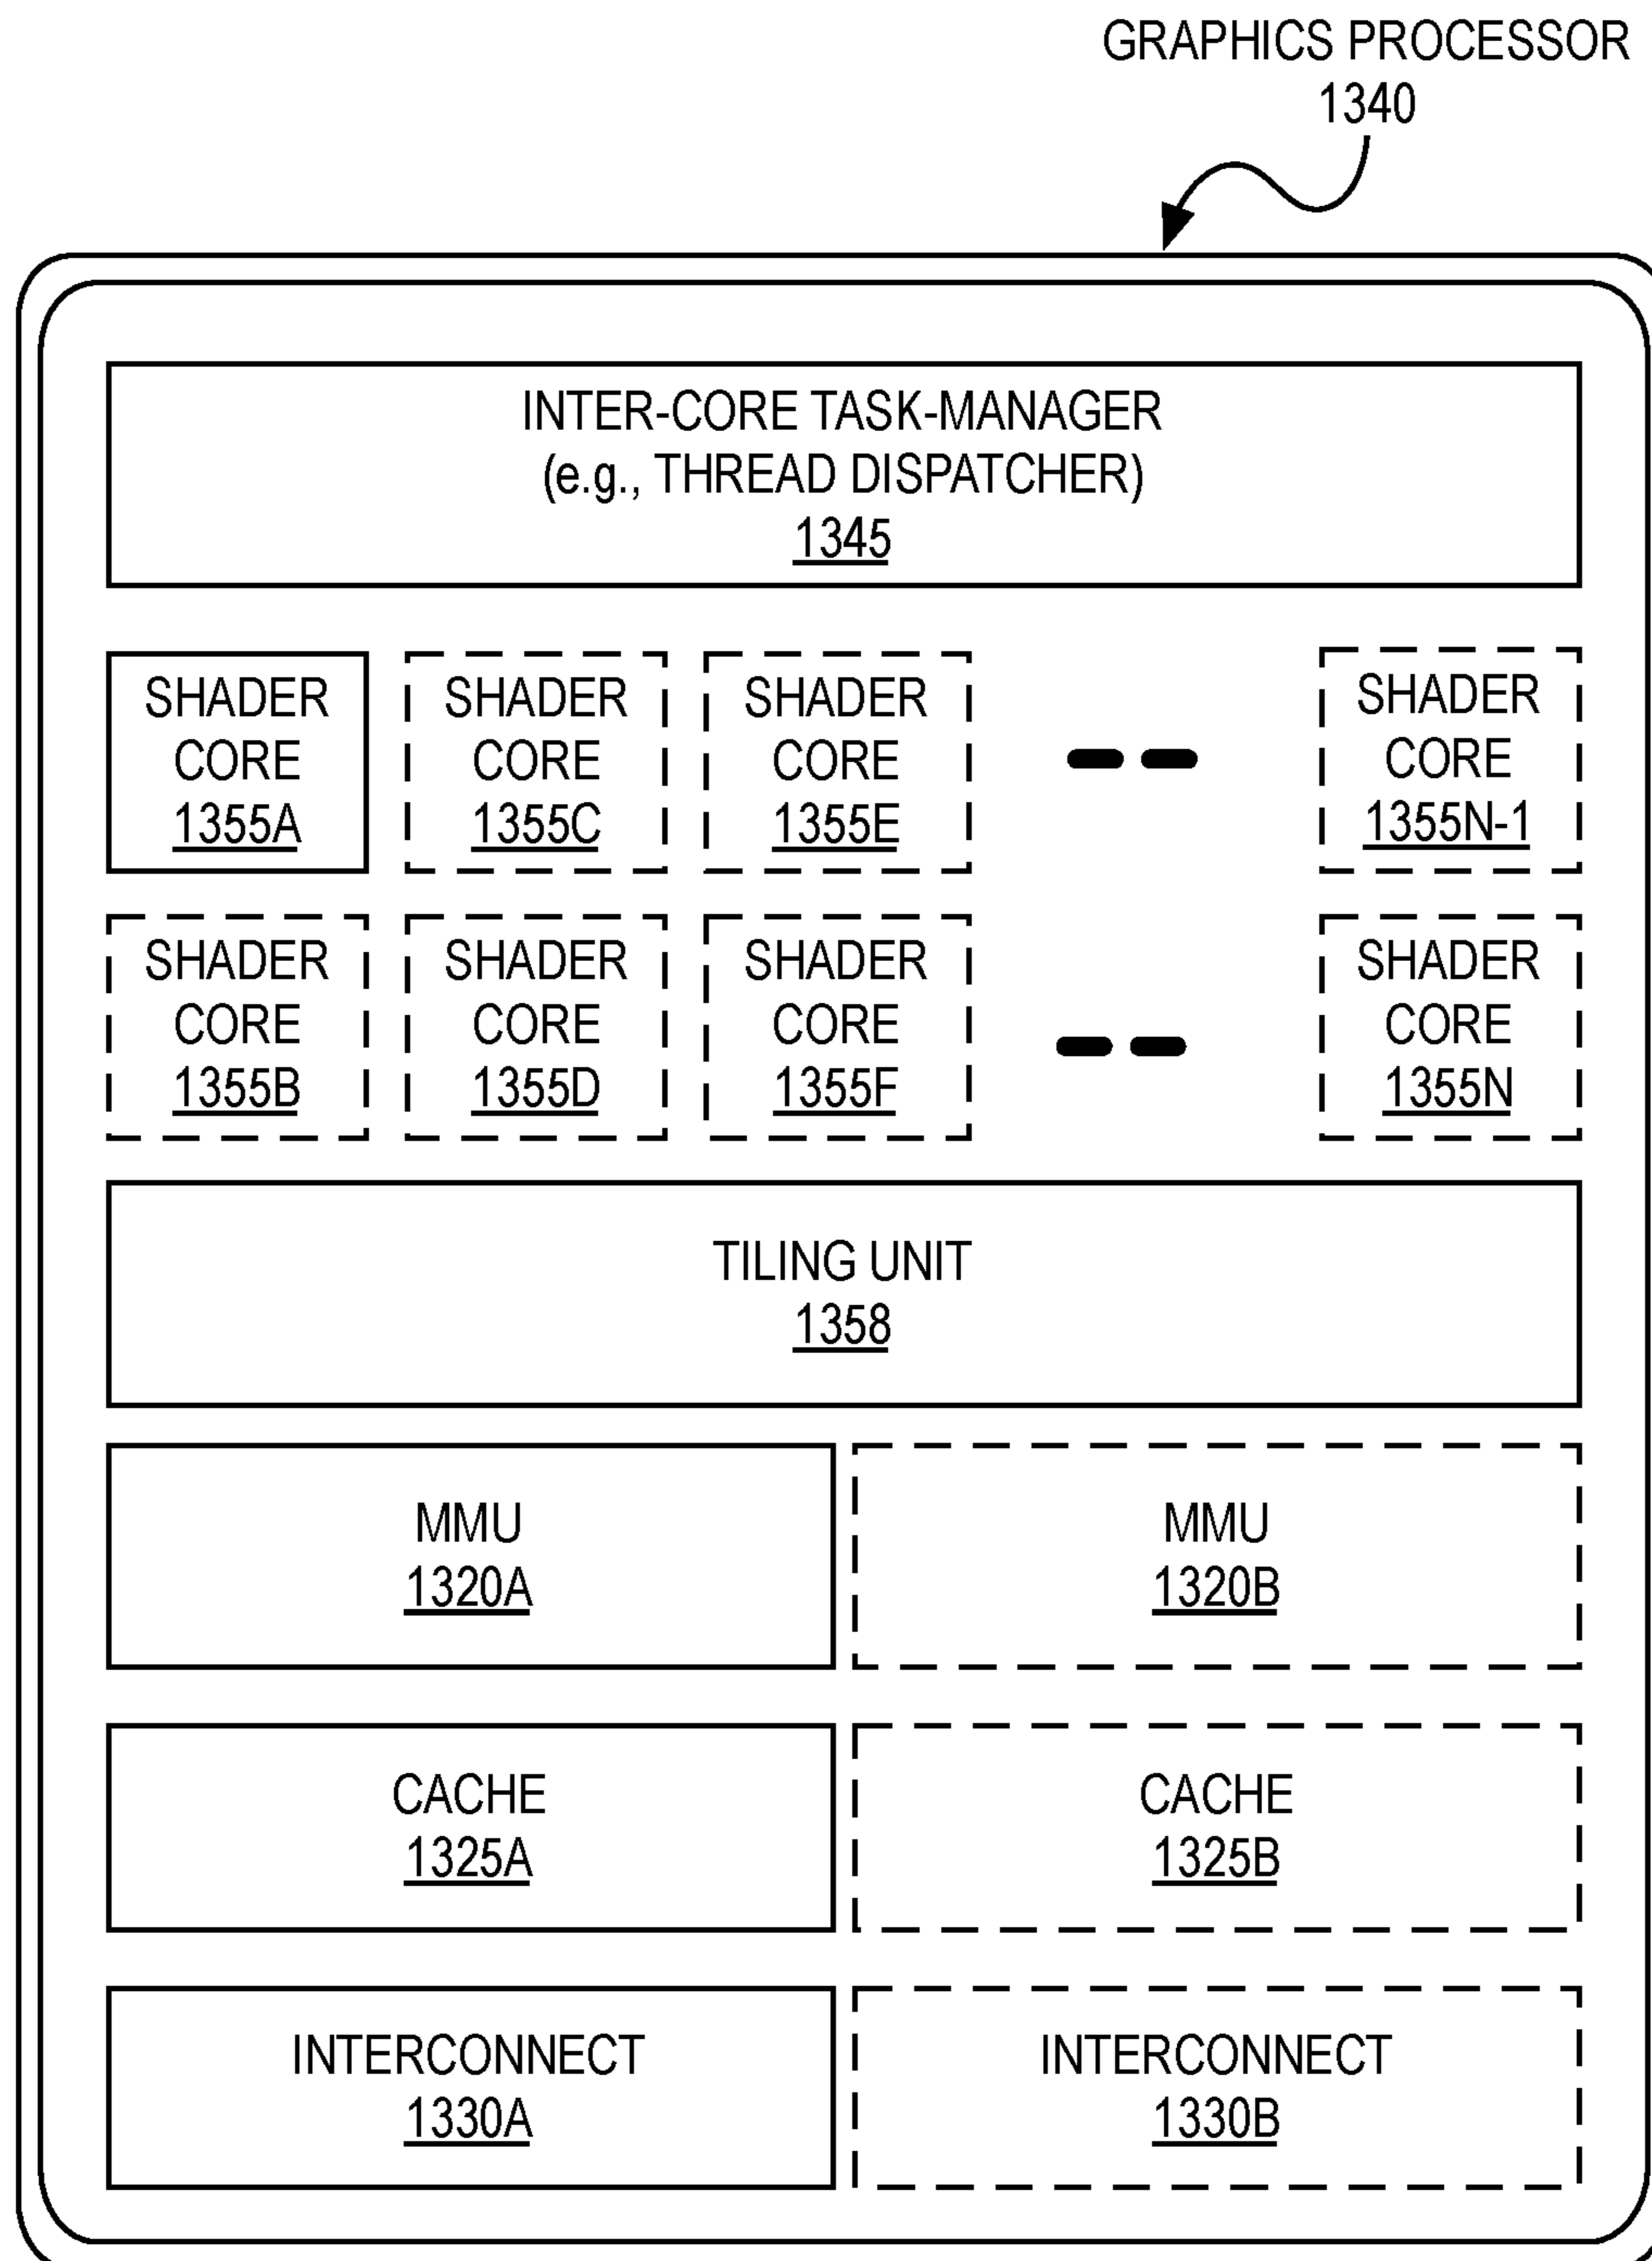 GRAPHICS PROCESSOR
1340
INTER-CORE TASK-MANAGER
(e.g., THREAD DISPATCHER)
1345
SHADER
CORE
1355A
SHADER
CORE
1355C
SHADER
CORE
1355E
SHADER
CORE
1355N-1
SHADER
CORE
1355B
SHADER
CORE
1355D
SHADER
CORE
1355F
SHADER
CORE
1355N
TILING UNIT
1358
MMU
1320A
MMU
1320B
CACHE
1325A
CACHE
1325B
INTERCONNECT
1330A
INTERCONNECT
1330B